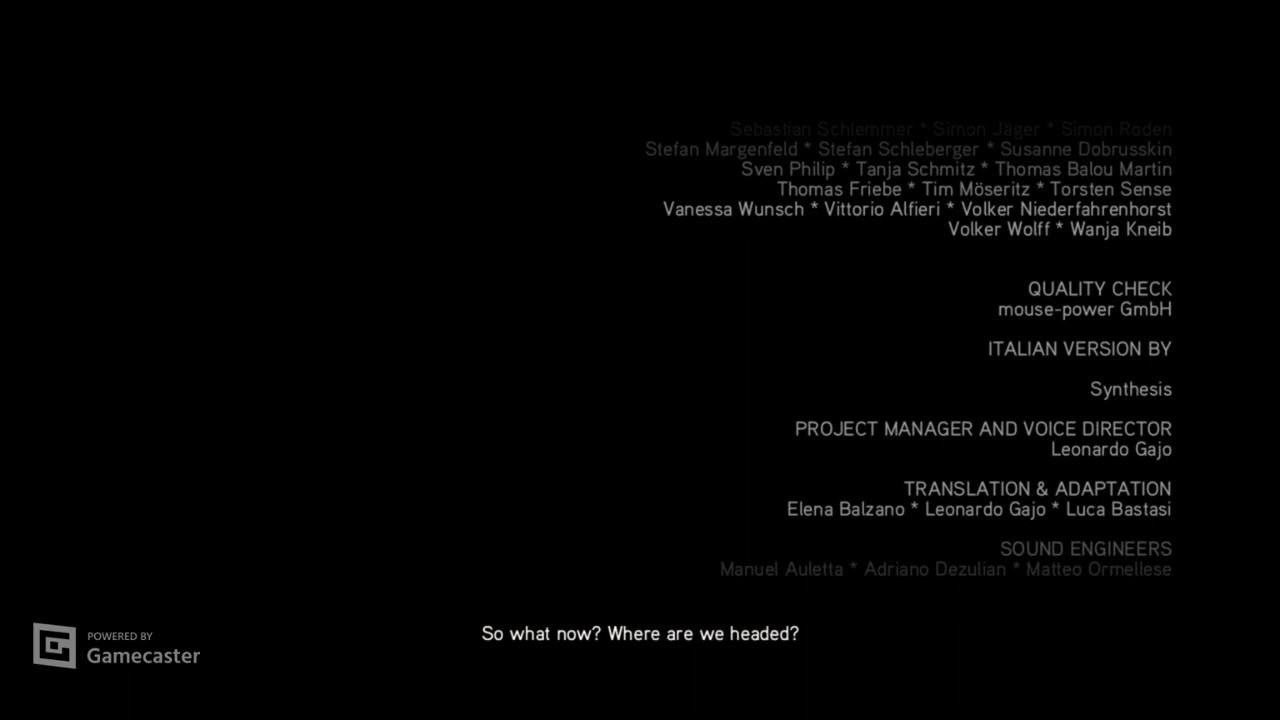 Sebastian Schlemmer * Simon Jäger * Simon Roden
Stefan Margenfeld * Stefan Schleberger * Susanne Dobrusskin
Sven Philip * Tanja Schmitz * Thomas Balou Martin
Thomas Friebe * Tim Möseritz * Torsten Sense
Vanessa Wunsch * Vittorio Alfieri * Volker Niederfahrenhorst
Volker Wolff * Wanja Kneib
QUALITY CHECK
mouse-power GmbH
ITALIAN VERSION BY
Synthesis
PROJECT MANAGER AND VOICE DIRECTOR
Leonardo Gajo
TRANSLATION & ADAPTATION
Elena Balzano * Leonardo Gajo * Luca Bastasi
SOUND ENGINEERS
Manuel Auletta * Adriano Dezulian * Matteo Ormellese
So what now? Where are we headed?
POWERED BY
Gamecaster